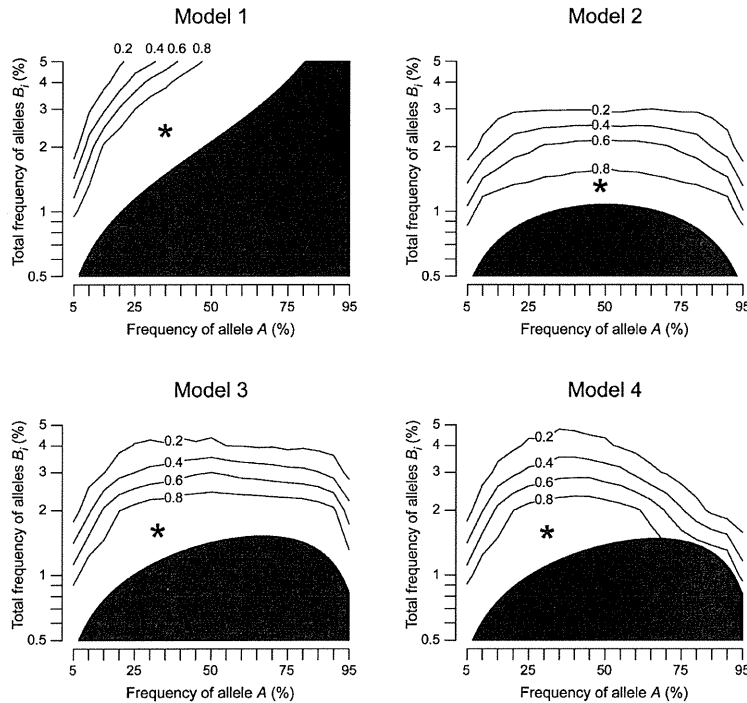 Model 1
Model 2
0.2 0.4 0.6 0.8
5
4
3
2
1
0.5
Total frequency of alleles Bi (%)
*
5 25 50 75 95
Frequency of allele A (%)
5
4
3
2
1
0.5
Total frequency of alleles Bi (%)
0.2
0.4
0.6
0.8
*
5 25 50 75 95
Frequency of allele A (%)
Model 3
Model 4
5
4
3
2
1
0.5
Total frequency of alleles Bi (%)
0.2
0.4
0.6
0.8
*
5 25 50 75 95
Frequency of allele A (%)
5
4
3
2
1
0.5
Total frequency of alleles Bi (%)
0.2
0.4
0.6
0.8
*
5 25 50 75 95
Frequency of allele A (%)